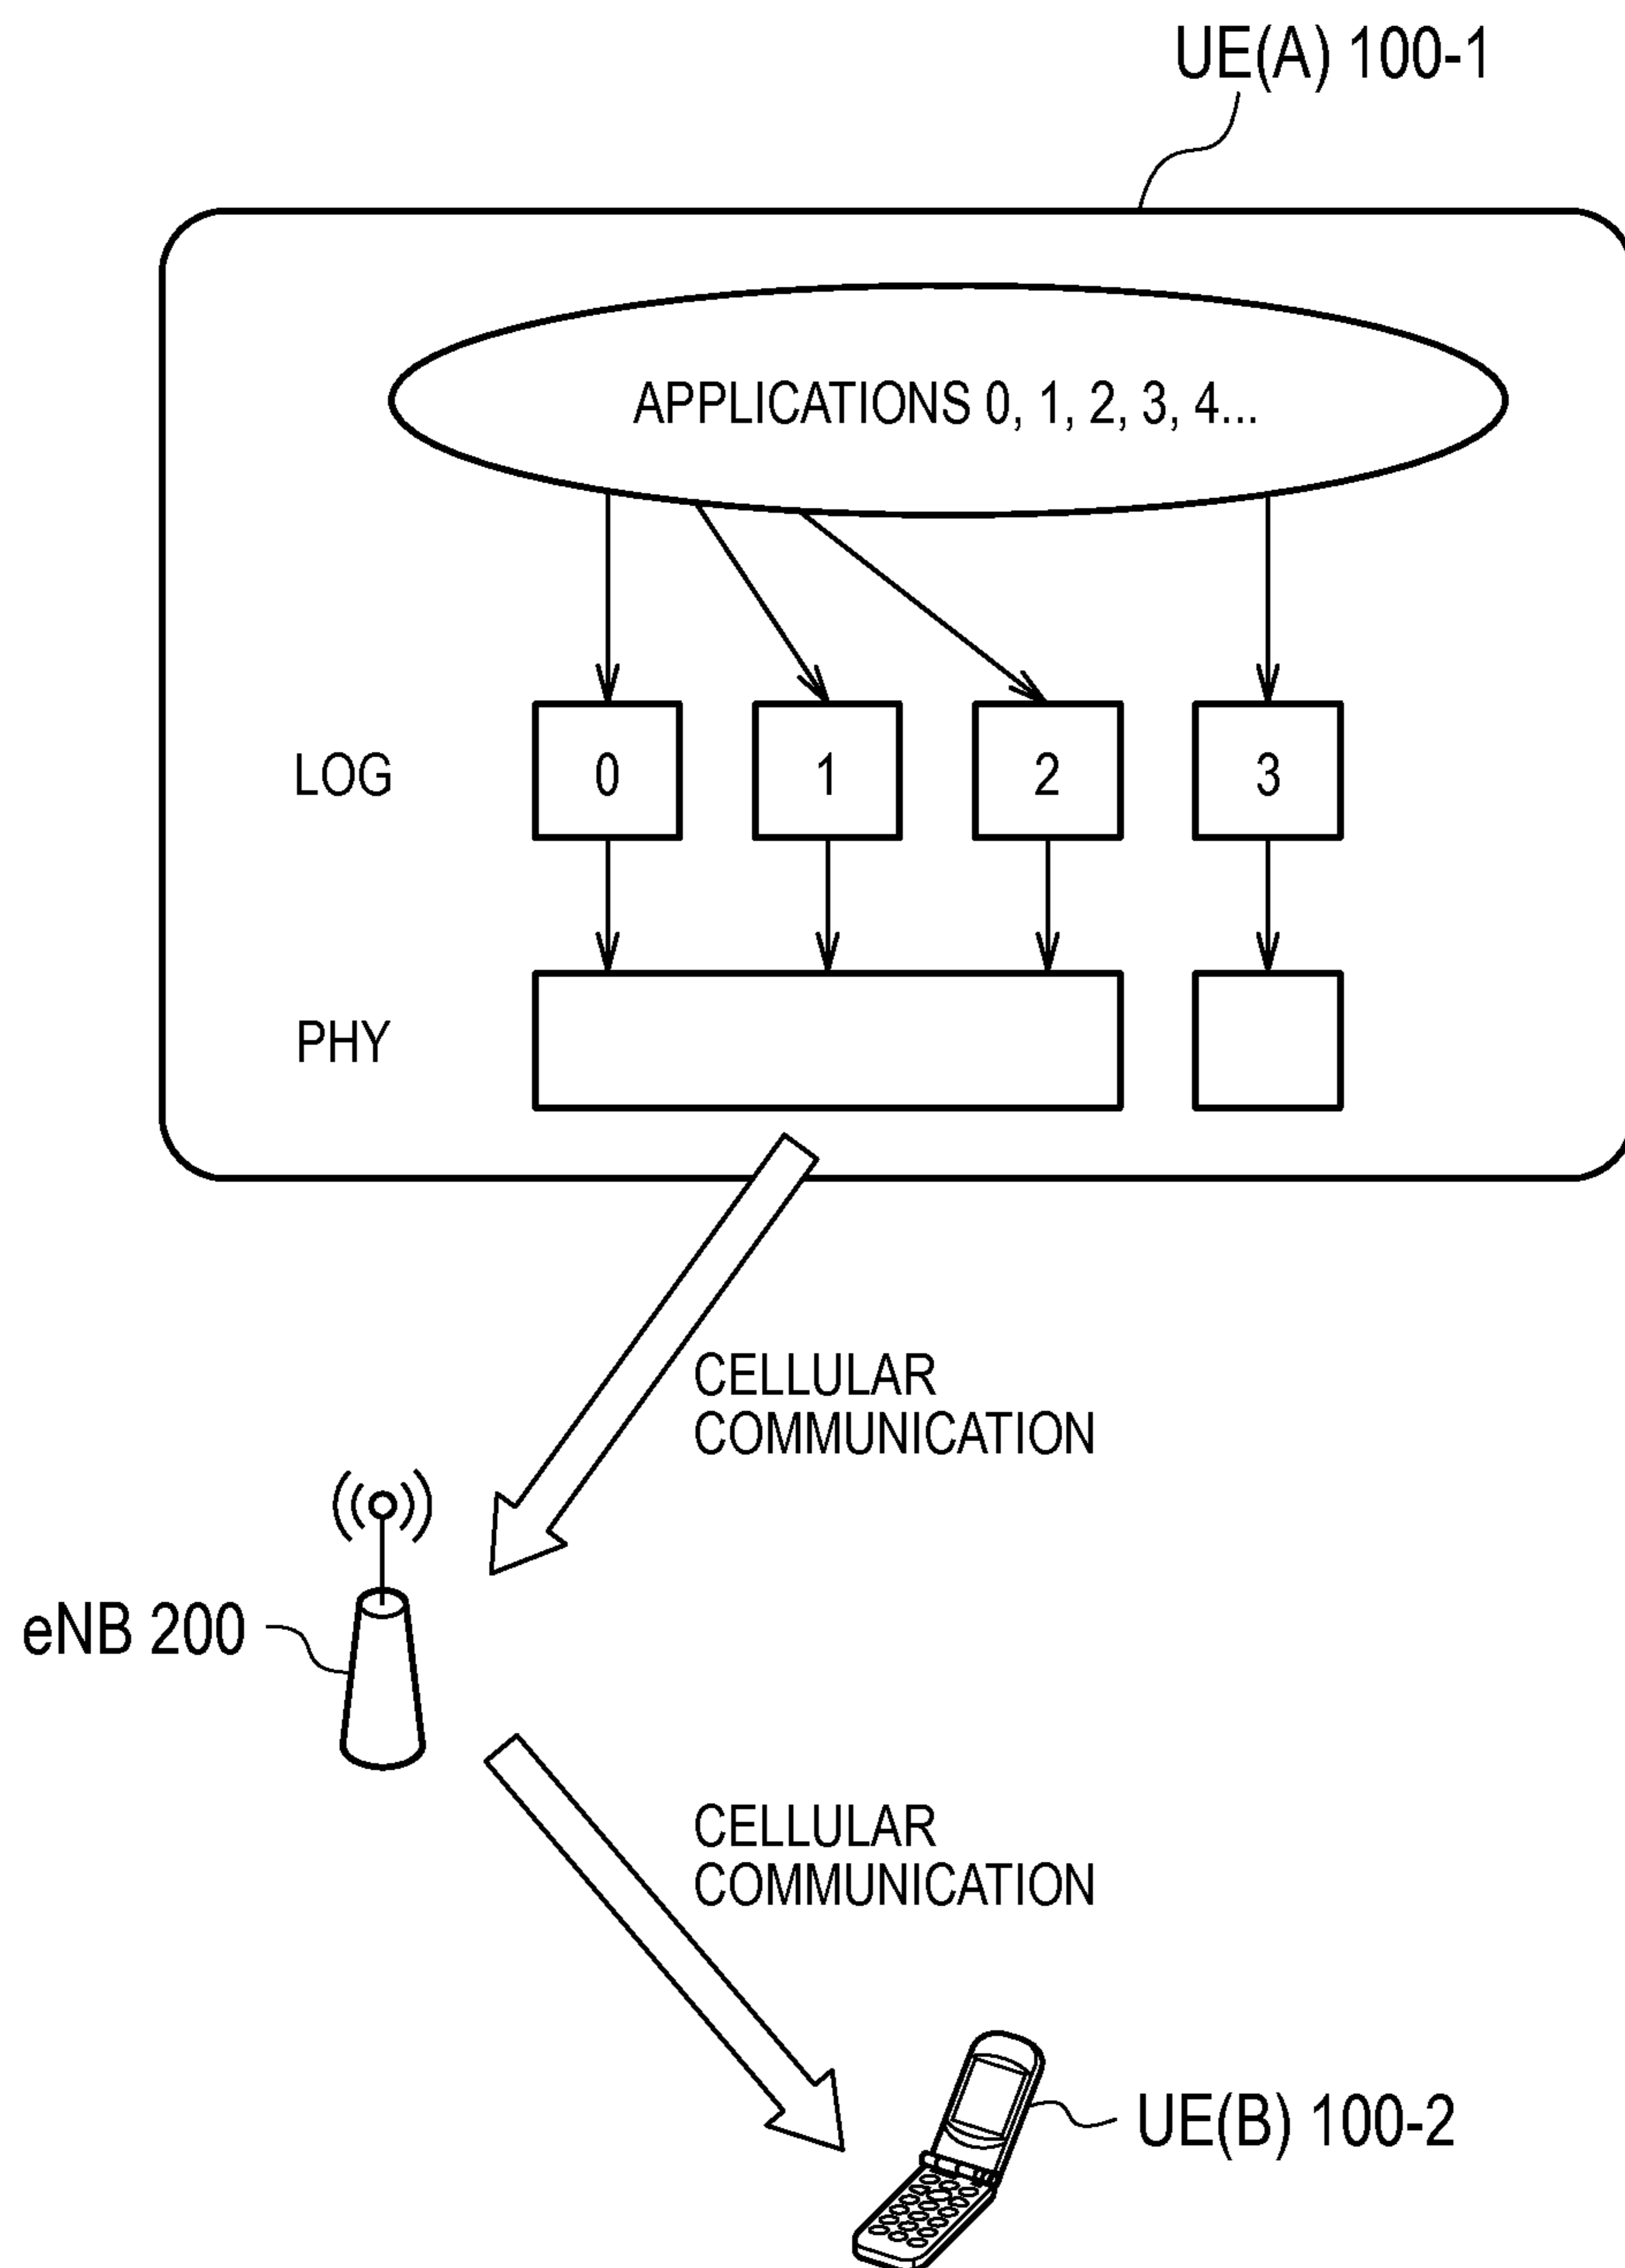 UE(A) 100-1
APPLICATIONS 0, 1, 2, 3, 4...
LOG 0 1 2 3
PHY
CELLULAR
COMMUNICATION
eNB 200
CELLULAR
COMMUNICATION
UE(B) 100-2